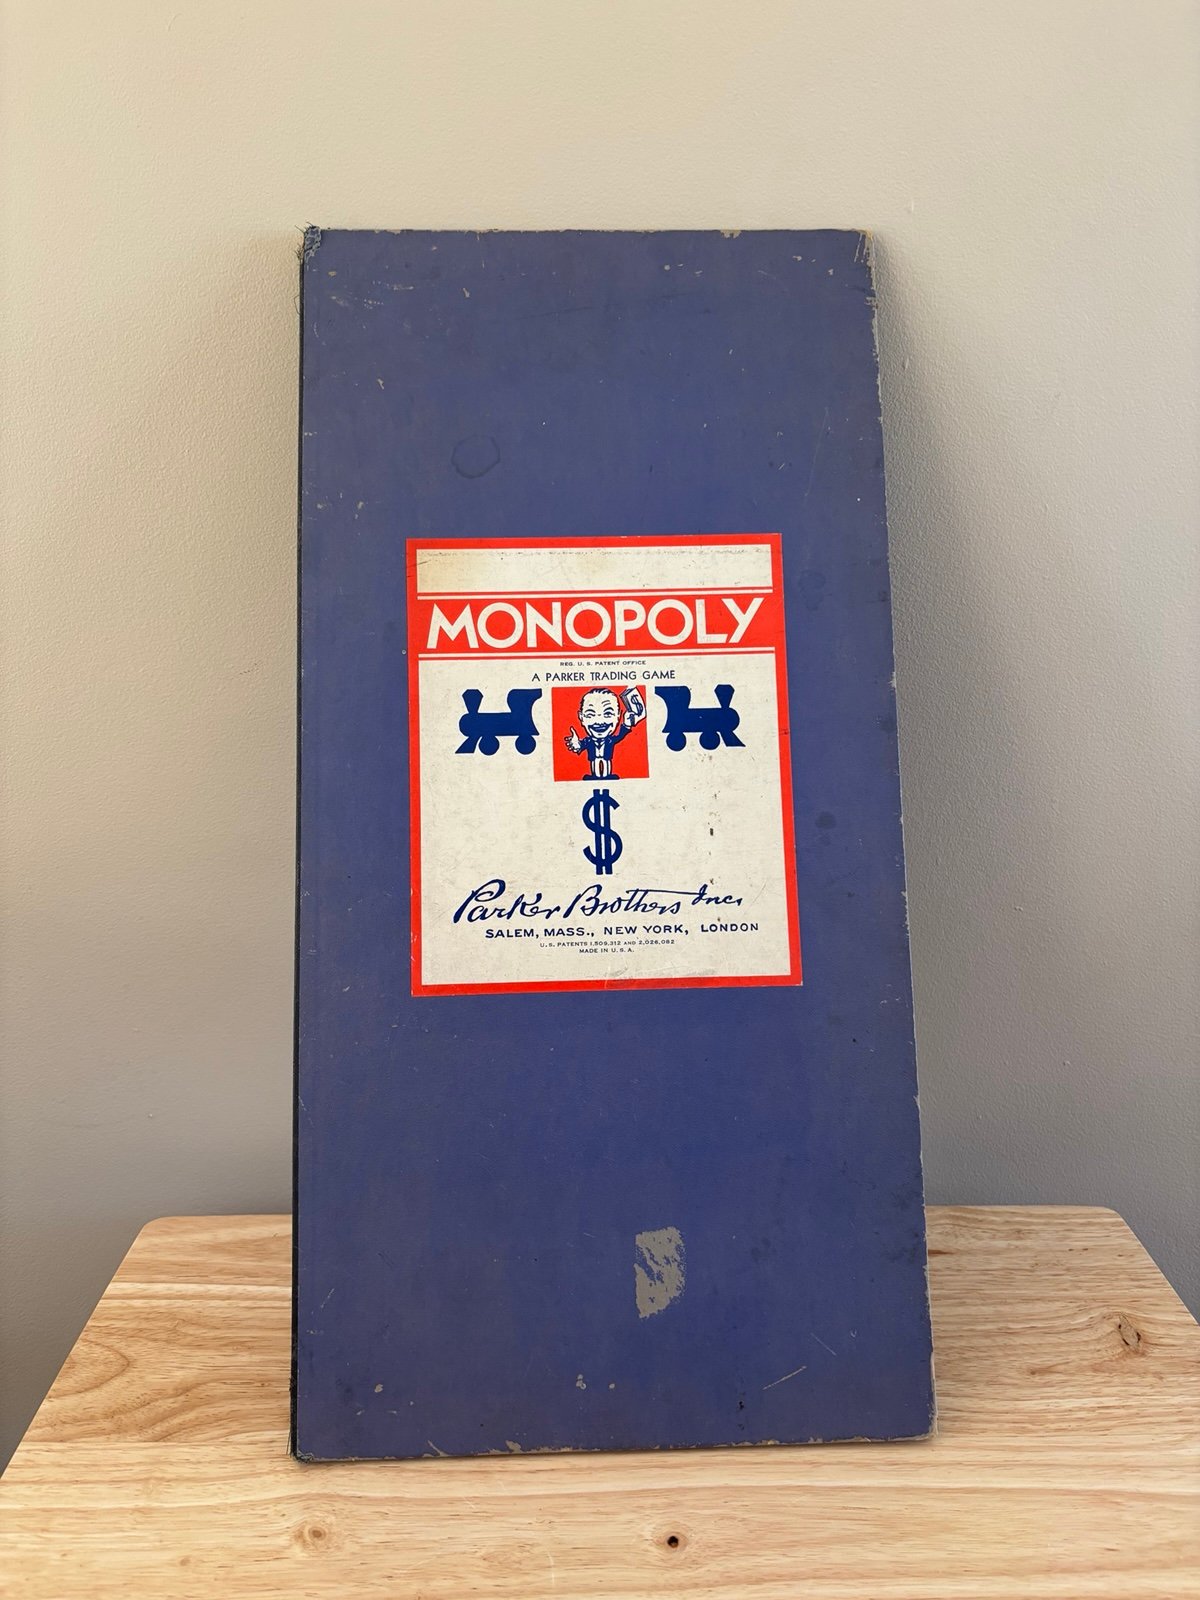 MONOPOLY
REG. U. S. PATENT OFFICE
A PARKER TRADING GAME
$
$
Parker Brothers Inc.
SALEM, MASS., NEW YORK, LONDON
U.S. PATENTS 1,509,312 AND 2,026,082
MADE IN U.S.A.